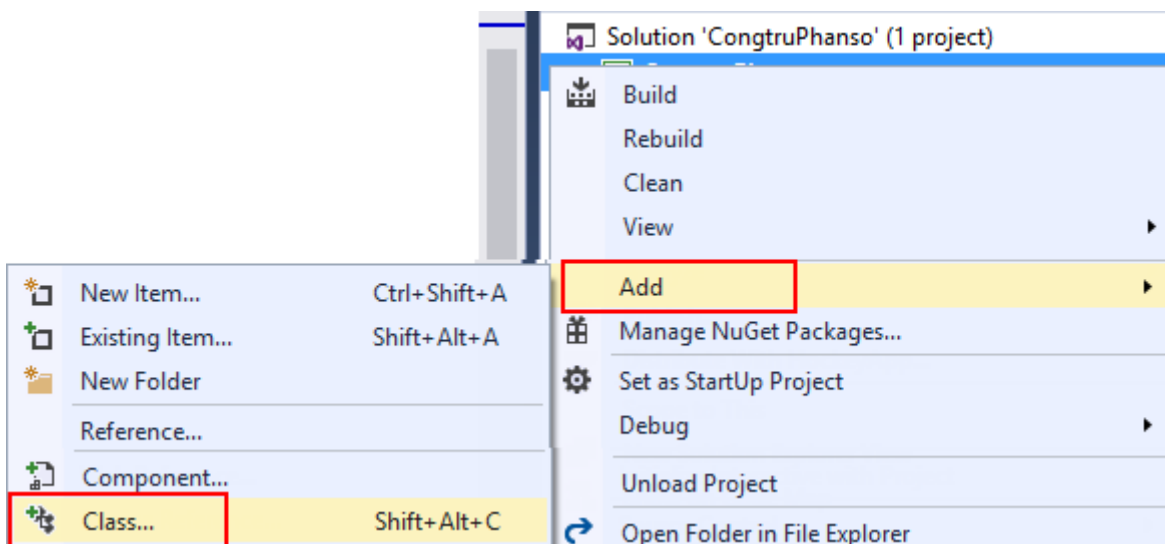 Solution 'CongtruPhanso' (1 project)
Build
Rebuild
Clean
View
Add
Manage NuGet Packages...
Set as StartUp Project
Debug
Unload Project
Open Folder in File Explorer
New Item... Ctrl+Shift+A
Existing Item... Shift+Alt+A
New Folder
Reference...
Component...
Class... Shift+Alt+C